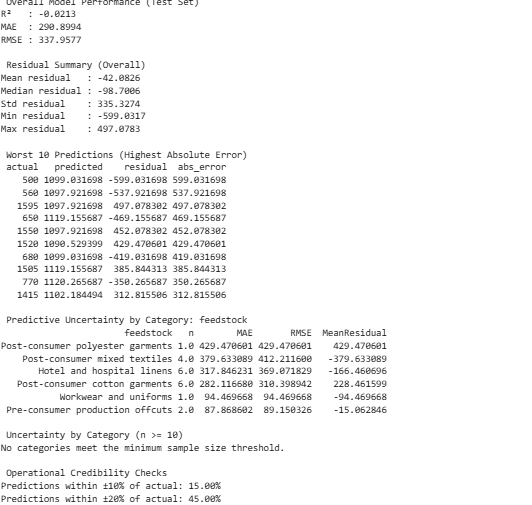 Overall Model Performance (Test Set)
R²   : -0.0213
MAE  : 290.8994
RMSE : 337.9577
Residual Summary (Overall)
Mean residual   : -42.0826
Median residual : -98.7006
Std residual    : 335.3274
Min residual    : -599.0317
Max residual    : 497.0783
Worst 10 Predictions (Highest Absolute Error)
actual   predicted    residual  abs_error
500 1099.031698 -599.031698 599.031698
560 1097.921698 -537.921698 537.921698
1595 1097.921698  497.078302 497.078302
650 1119.155687 -469.155687 469.155687
1550 1097.921698  452.078302 452.078302
1520 1090.529399  429.470601 429.470601
680 1099.031698 -419.031698 419.031698
1505 1119.155687  385.844313 385.844313
770 1120.265687 -350.265687 350.265687
1415 1102.184494  312.815506 312.815506
Predictive Uncertainty by Category: feedstock
feedstock  n        MAE       RMSE  MeanResidual
Post-consumer polyester garments 1.0 429.470601 429.470601    429.470601
Post-consumer mixed textiles 4.0 379.633089 412.211600   -379.633089
Hotel and hospital linens 6.0 317.846231 369.071829   -166.460696
Post-consumer cotton garments 6.0 282.116680 310.398942    228.461599
Workwear and uniforms 1.0  94.469668  94.469668    -94.469668
Pre-consumer production offcuts 2.0  87.868602  89.150326    -15.062846
Uncertainty by Category (n >= 10)
No categories meet the minimum sample size threshold.
Operational Credibility Checks
Predictions within ±10% of actual: 15.00%
Predictions within ±20% of actual: 45.00%